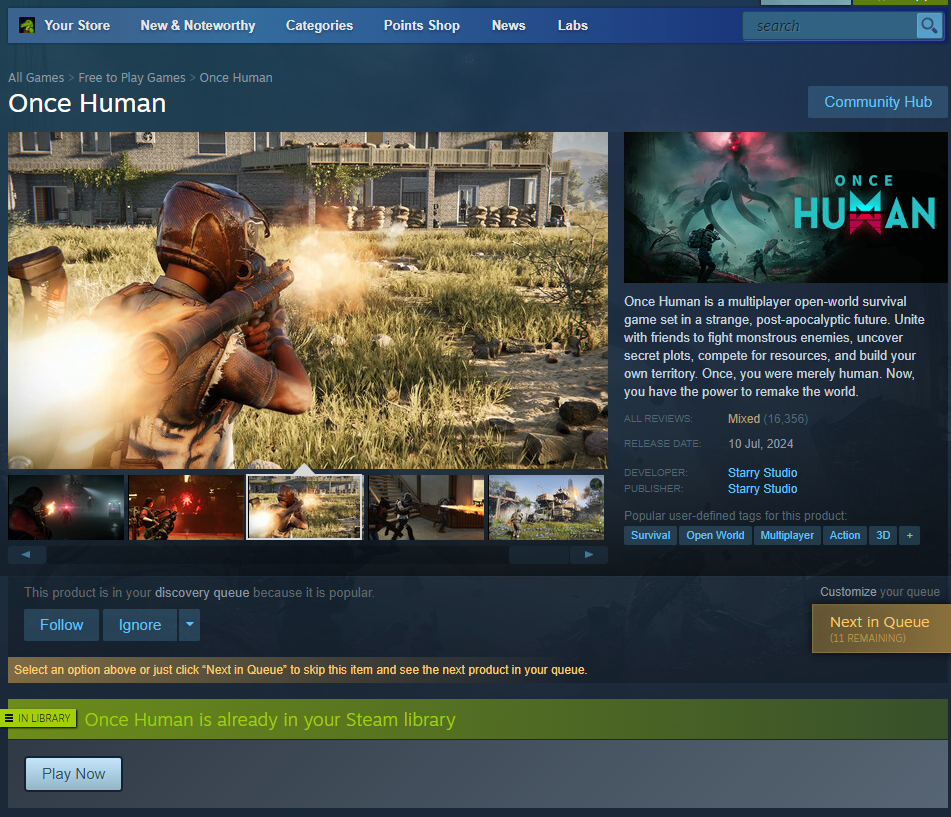 Your Store
New & Noteworthy
Categories
Points Shop
News
Labs
search
All Games > Free to Play Games > Once Human
Once Human
Community Hub
ONCE
HUMAN
Once Human is a multiplayer open-world survival
game set in a strange, post-apocalyptic future. Unite
with friends to fight monstrous enemies, uncover
secret plots, compete for resources, and build your
own territory. Once, you were merely human. Now,
you have the power to remake the world.
ALL REVIEWS: Mixed (16,356)
RELEASE DATE: 10 Jul, 2024
DEVELOPER: Starry Studio
PUBLISHER: Starry Studio
Popular user-defined tags for this product:
Survival Open World Multiplayer Action 3D +
This product is in your discovery queue because it is popular.
Customize your queue
Follow
Ignore
Next in Queue
(11 REMAINING)
Select an option above or just click “Next in Queue” to skip this item and see the next product in your queue.
IN LIBRARY
Once Human is already in your Steam library
Play Now